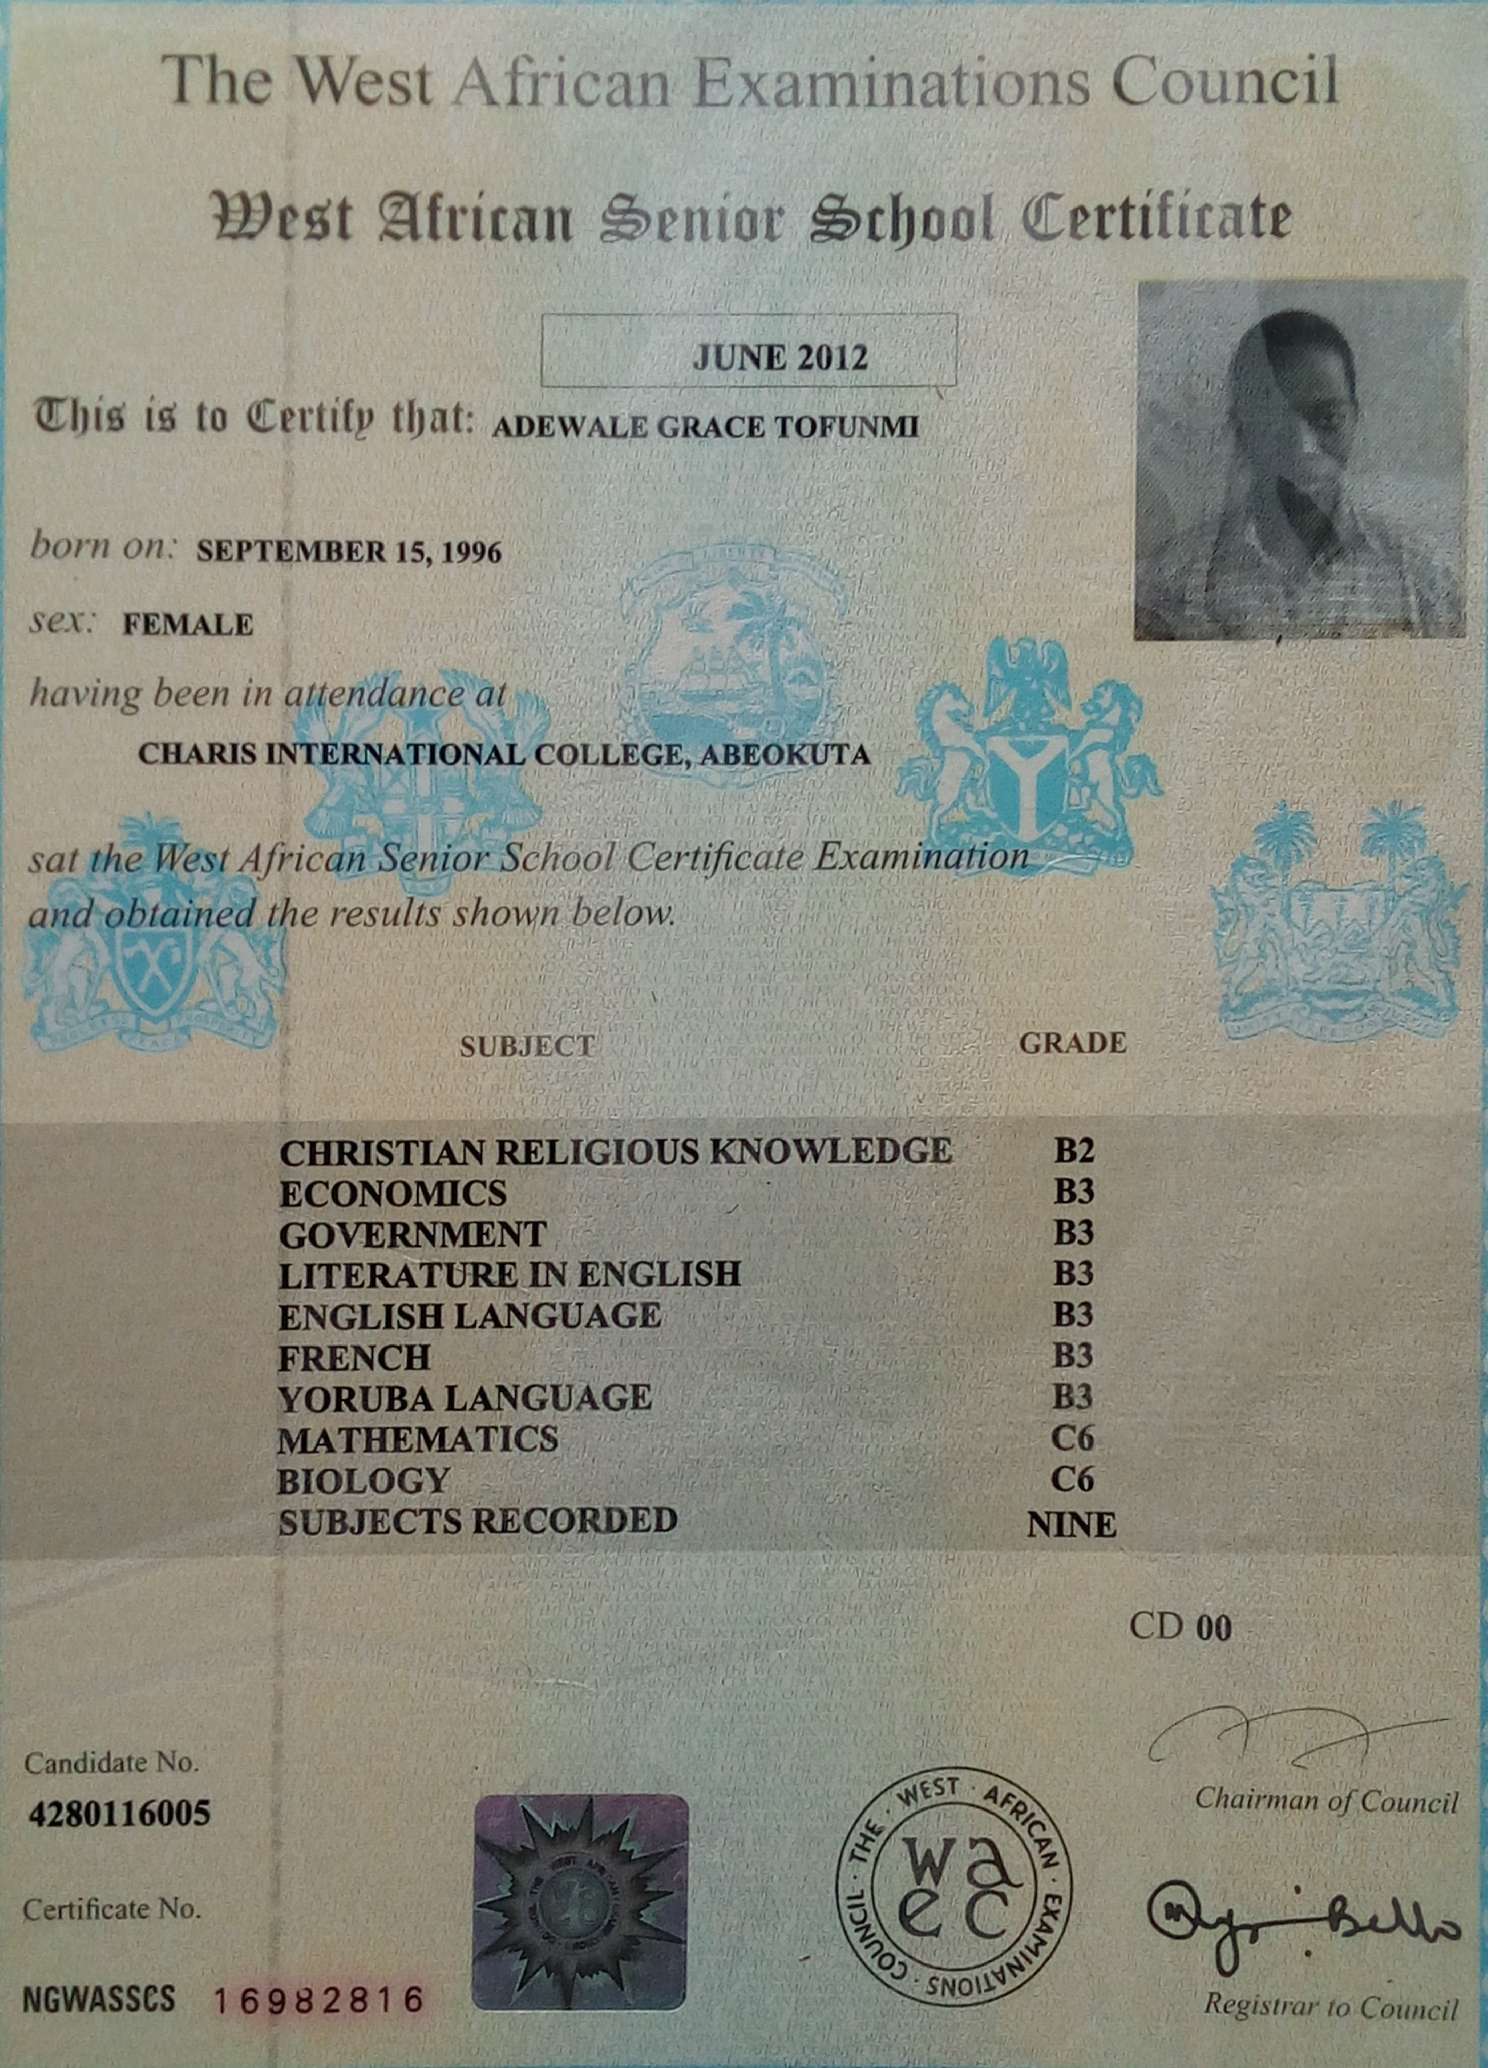 The West African Examinations Council
West African Senior School Certificate
JUNE 2012
This is to Certify that: ADEWALE GRACE TOFUNMI
born on: SEPTEMBER 15, 1996
sex: FEMALE
having been in attendance at
CHARIS INTERNATIONAL COLLEGE, ABEOKUTA
sat the West African Senior School Certificate Examination
and obtained the results shown below.
SUBJECT GRADE
CHRISTIAN RELIGIOUS KNOWLEDGE B2
ECONOMICS B3
GOVERNMENT B3
LITERATURE IN ENGLISH B3
ENGLISH LANGUAGE B3
FRENCH B3
YORUBA LANGUAGE B3
MATHEMATICS C6
BIOLOGY C6
SUBJECTS RECORDED NINE
CD 00
Candidate No.
4280116005
Chairman of Council
THE · WEST · AFRICAN · EXAMINATIONS · COUNCIL ·
wa
ec
Certificate No.
Bello
NGWASSCS 16982816
Registrar to Council